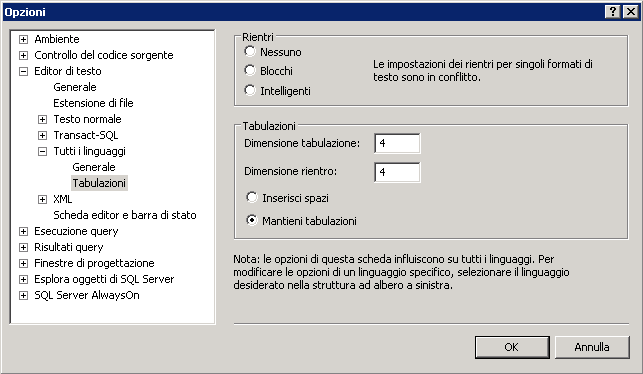 Opzioni
Ambiente
Controllo del codice sorgente
Editor di testo
Generale
Estensione di file
Testo normale
Transact-SQL
Tutti i linguaggi
Generale
Tabulazioni
XML
Scheda editor e barra di stato
Esecuzione query
Risultati query
Finestre di progettazione
Esplora oggetti di SQL Server
SQL Server AlwaysOn
Rientri
Nessuno
Blocchi
Intelligenti
Le impostazioni dei rientri per singoli formati di
testo sono in conflitto.
Tabulazioni
Dimensione tabulazione: 4
Dimensione rientro: 4
Inserisci spazi
Mantieni tabulazioni
Nota: le opzioni di questa scheda influiscono su tutti i linguaggi. Per
modificare le opzioni di un linguaggio specifico, selezionare il linguaggio
desiderato nella struttura ad albero a sinistra.
OK Annulla